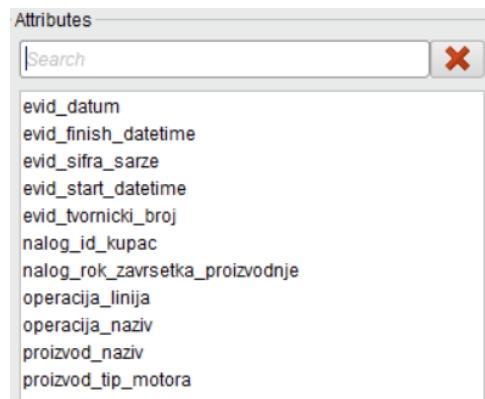 Attributes
Search
evid_datum
evid_finish_datetime
evid_sifra_sarze
evid_start_datetime
evid_tvornicki_broj
nalog_id_kupac
nalog_rok_zavrsetka_proizvodnje
operacija_linija
operacija_naziv
proizvod_naziv
proizvod_tip_motora